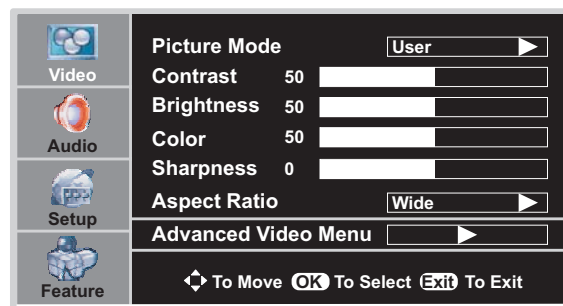 Video
Audio
Setup
Feature
Picture Mode User
Contrast 50
Brightness 50
Color 50
Sharpness 0
Aspect Ratio Wide
Advanced Video Menu
To Move OK To Select Exit To Exit